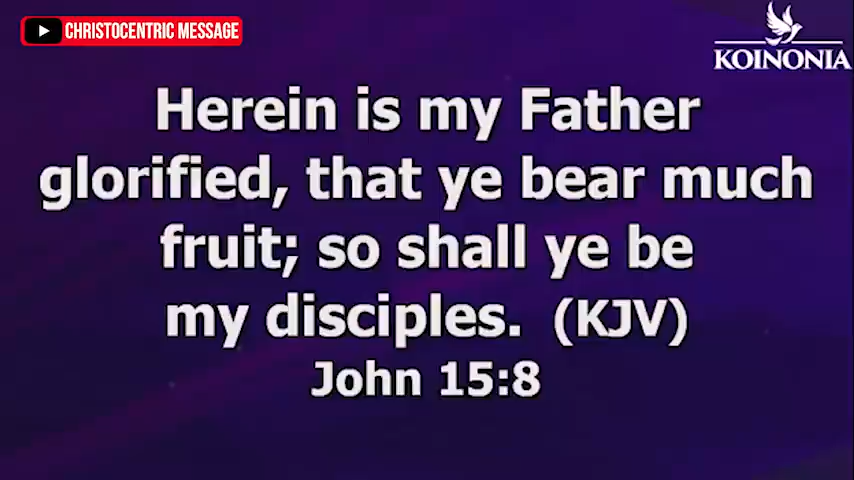 CHRISTOCENTRIC MESSAGE
KOINONIA
Herein is my Father
glorified, that ye bear much
fruit; so shall ye be
my disciples. (KJV)
John 15:8